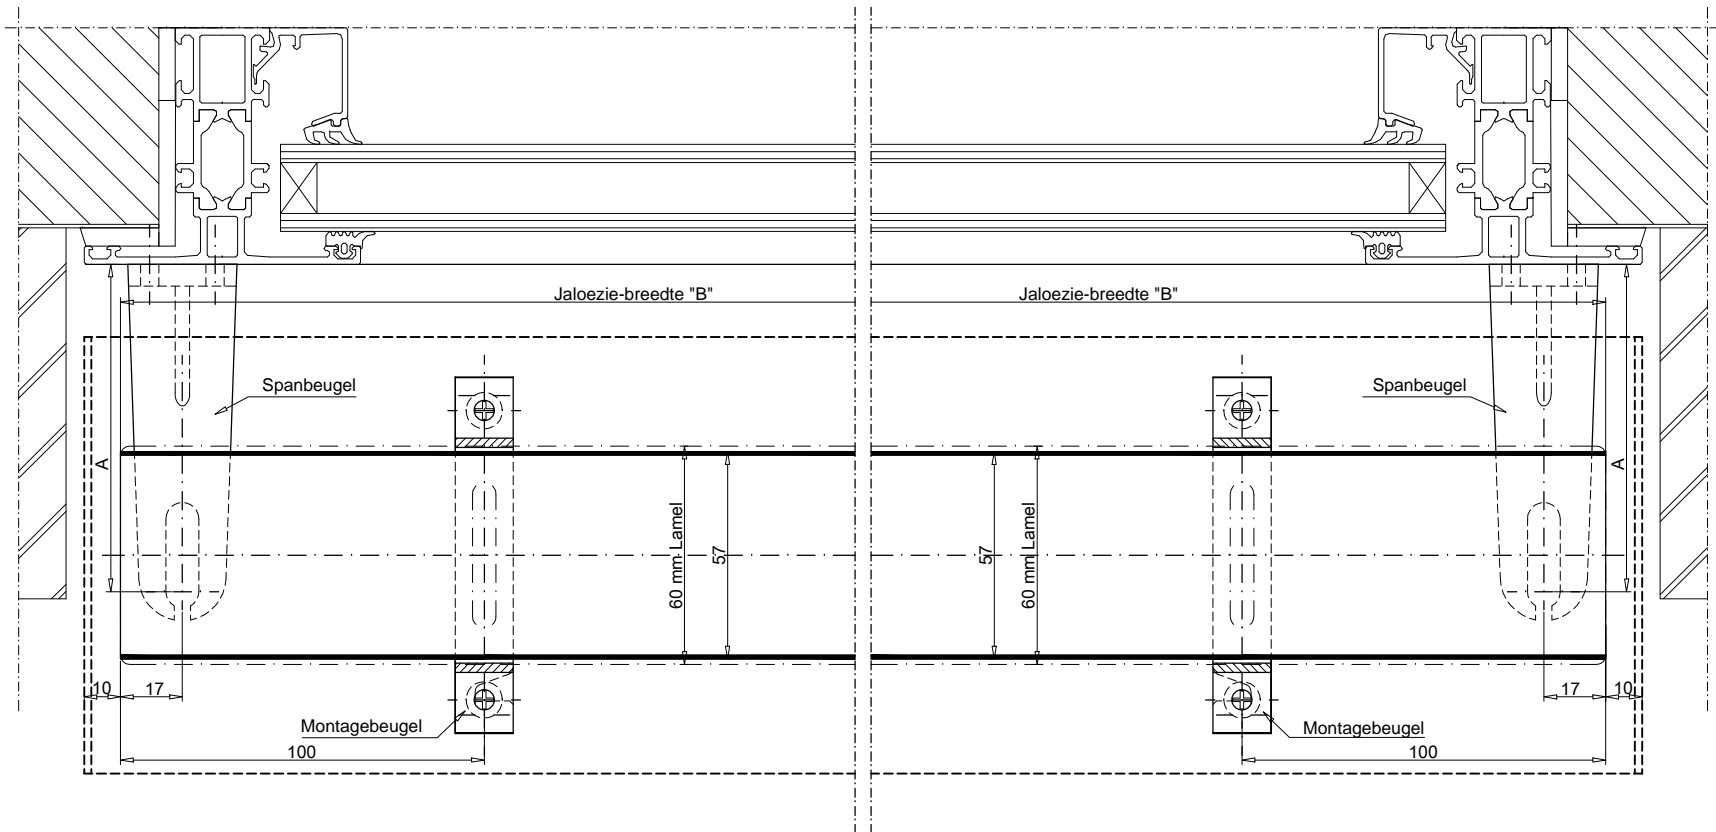 Jaloezie-breedte "B"
Jaloezie-breedte "B"
Spanbeugel
Spanbeugel
A
A
60 mm Lamel
57
57
60 mm Lamel
10
17
17
10
Montagebeugel
Montagebeugel
100
100